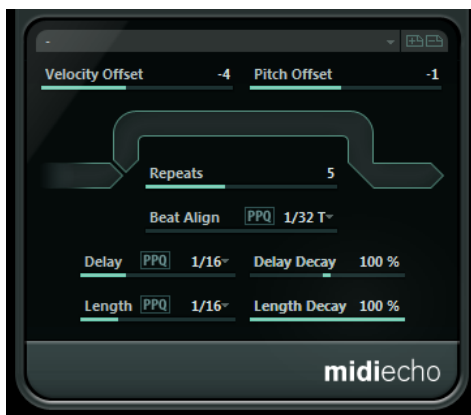 -
Velocity Offset -4 Pitch Offset -1
Repeats 5
Beat Align PPQ 1/32 T
Delay PPQ 1/16 Delay Decay 100 %
Length PPQ 1/16 Length Decay 100 %
midiecho